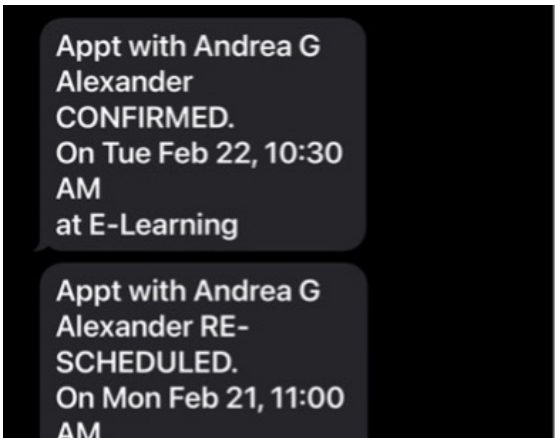 Appt with Andrea G
Alexander
CONFIRMED.
On Tue Feb 22, 10:30
AM
at E-Learning
Appt with Andrea G
Alexander RE-
SCHEDULED.
On Mon Feb 21, 11:00
AM